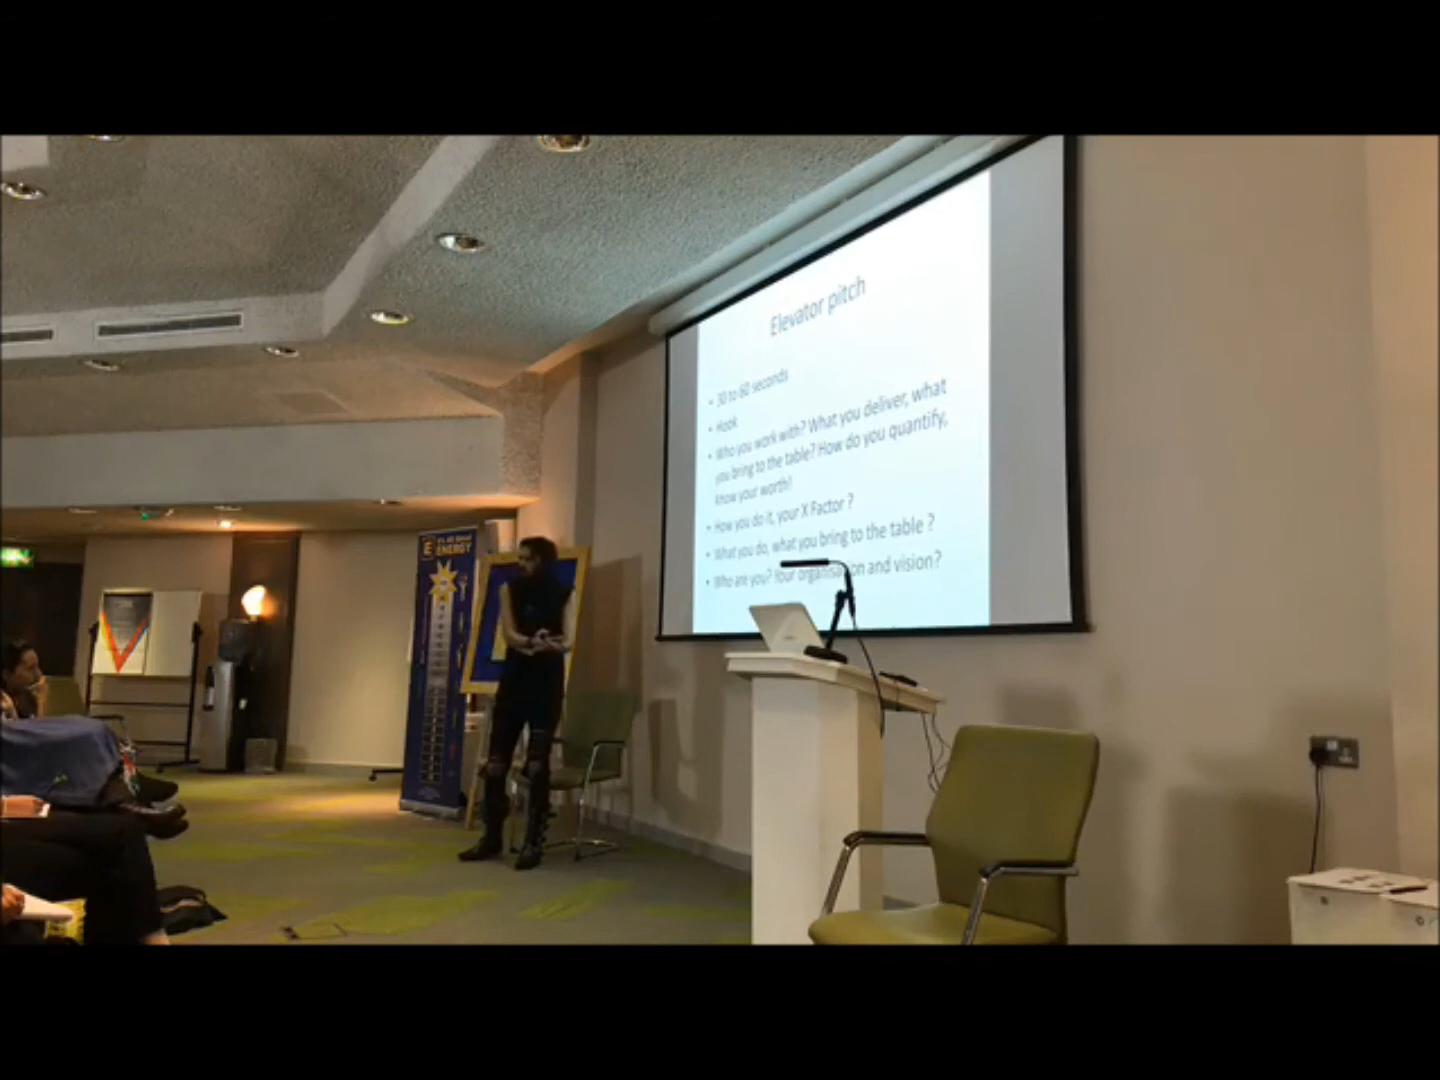 Elevator pitch
• 30 to 60 seconds
• Hook
• Who you work with? What you deliver, what
you bring to the table? How do you quantify,
know your worth!
• How you do it, your X Factor ?
• What you do, what you bring to the table ?
• Who are you? Your organisation and vision?
E
ENERGY